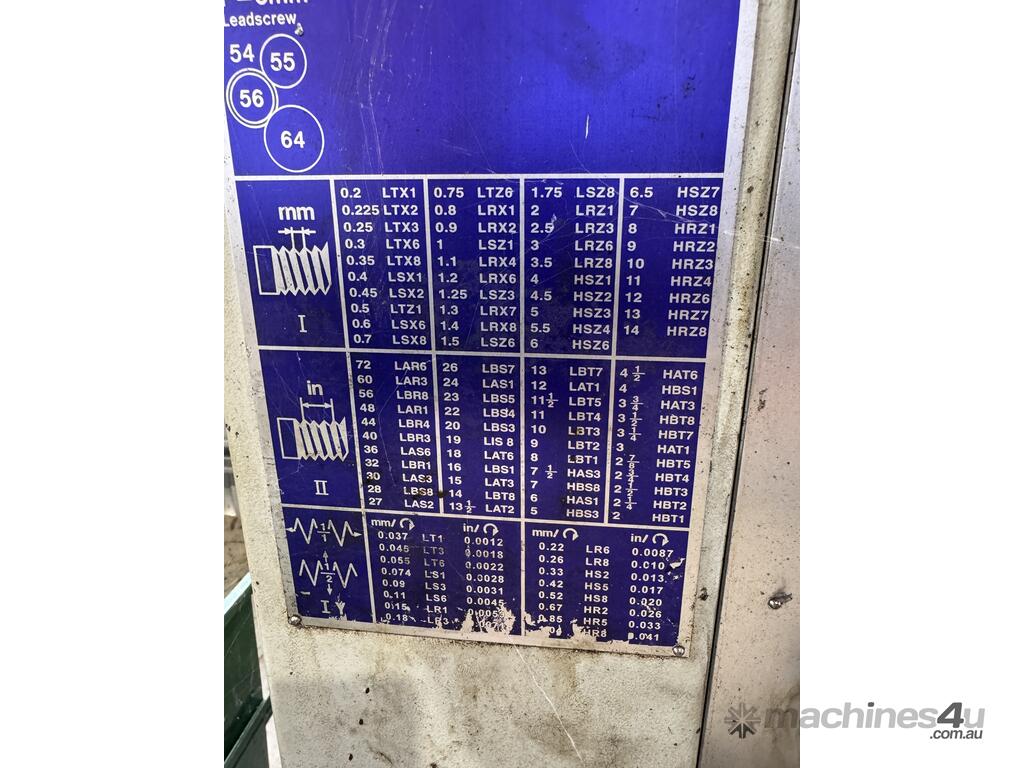 Leadscrew
54 55
56
64
mm
I
0.2 LTX1 0.75 LTZ6 1.75 LSZ8 6.5 HSZ7
0.225 LTX2 0.8 LRX1 2 LRZ1 7 HSZ8
0.25 LTX3 0.9 LRX2 2.5 LRZ3 8 HRZ1
0.3 LTX6 1 LSZ1 3 LRZ6 9 HRZ2
0.35 LTX8 1.1 LRX4 3.5 LRZ8 10 HRZ3
0.4 LSX1 1.2 LRX6 4 HSZ1 11 HRZ4
0.45 LSX2 1.25 LSZ3 4.5 HSZ2 12 HRZ6
0.5 LTZ1 1.3 LRX7 5 HSZ3 13 HRZ7
0.6 LSX6 1.4 LRX8 5.5 HSZ4 14 HRZ8
0.7 LSX8 1.5 LSZ6 6 HSZ6
in
II
72 LAR6 26 LBS7 13 LBT7 4 1/2 HAT6
60 LAR3 24 LAS1 12 LAT1 4 HBS1
56 LBR8 23 LBS5 11 1/2 LBT5 3 3/4 HAT3
48 LAR1 22 LBS4 11 LBT4 3 1/2 HBT8
44 LBR4 20 LBS3 10 LBT3 3 1/4 HBT7
40 LBR3 19 LIS 8 9 LBT2 3 HAT1
36 LAS6 18 LAT6 8 LBT1 2 7/8 HBT5
32 LBR1 16 LBS1 7 1/2 HAS3 2 3/4 HBT4
30 LAS3 15 LAT3 7 HBS8 2 1/2 HBT3
28 LBS8 14 LBT8 6 HAS1 2 1/4 HBT2
27 LAS2 13 1/2 LAT2 5 HBS3 2 HBT1
1/1
1/2
I
mm/ in/ mm/ in/
0.037 LT1 0.0012 0.22 LR6 0.0087
0.045 LT3 0.0018 0.26 LR8 0.010
0.055 LT6 0.0022 0.33 HS2 0.013
0.074 LS1 0.0028 0.42 HS5 0.017
0.09 LS3 0.0031 0.52 HS8 0.020
0.11 LS6 0.0045 0.67 HR2 0.026
0.15 LR1 0.85 HR5 0.033
0.18 LR3 HR8 0.041
machines4u
.com.au